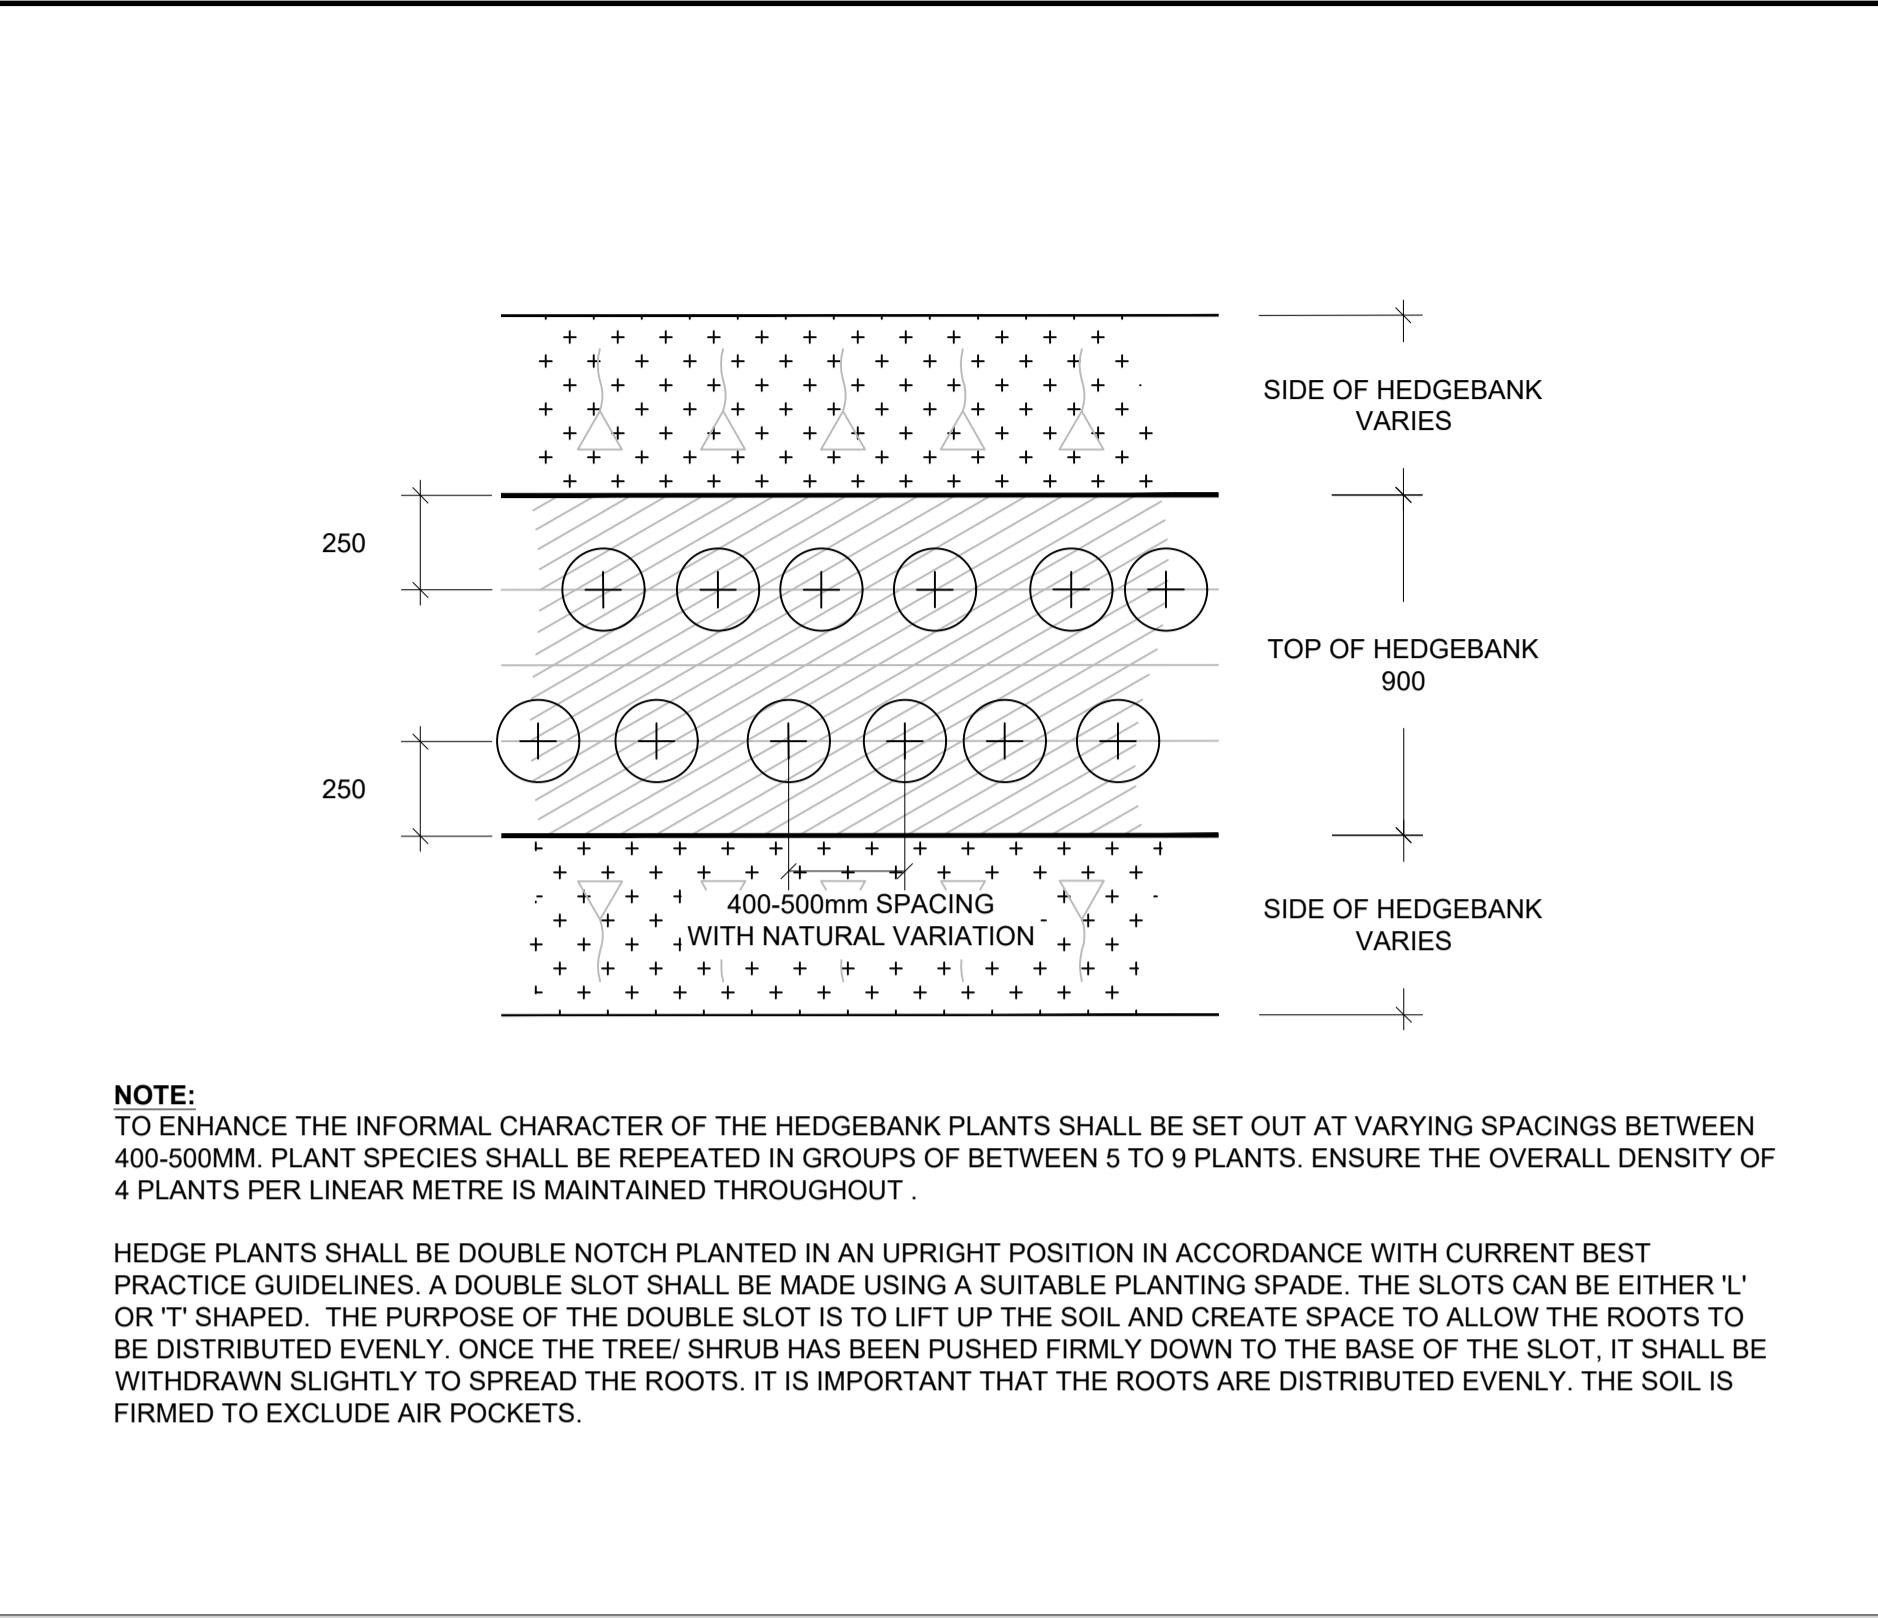 SIDE OF HEDGEBANK
VARIES
250
TOP OF HEDGEBANK
900
250
400-500mm SPACING
WITH NATURAL VARIATION
SIDE OF HEDGEBANK
VARIES
NOTE:
TO ENHANCE THE INFORMAL CHARACTER OF THE HEDGEBANK PLANTS SHALL BE SET OUT AT VARYING SPACINGS BETWEEN
400-500MM. PLANT SPECIES SHALL BE REPEATED IN GROUPS OF BETWEEN 5 TO 9 PLANTS. ENSURE THE OVERALL DENSITY OF
4 PLANTS PER LINEAR METRE IS MAINTAINED THROUGHOUT .
HEDGE PLANTS SHALL BE DOUBLE NOTCH PLANTED IN AN UPRIGHT POSITION IN ACCORDANCE WITH CURRENT BEST
PRACTICE GUIDELINES. A DOUBLE SLOT SHALL BE MADE USING A SUITABLE PLANTING SPADE. THE SLOTS CAN BE EITHER 'L'
OR 'T' SHAPED.  THE PURPOSE OF THE DOUBLE SLOT IS TO LIFT UP THE SOIL AND CREATE SPACE TO ALLOW THE ROOTS TO
BE DISTRIBUTED EVENLY. ONCE THE TREE/ SHRUB HAS BEEN PUSHED FIRMLY DOWN TO THE BASE OF THE SLOT, IT SHALL BE
WITHDRAWN SLIGHTLY TO SPREAD THE ROOTS. IT IS IMPORTANT THAT THE ROOTS ARE DISTRIBUTED EVENLY. THE SOIL IS
FIRMED TO EXCLUDE AIR POCKETS.